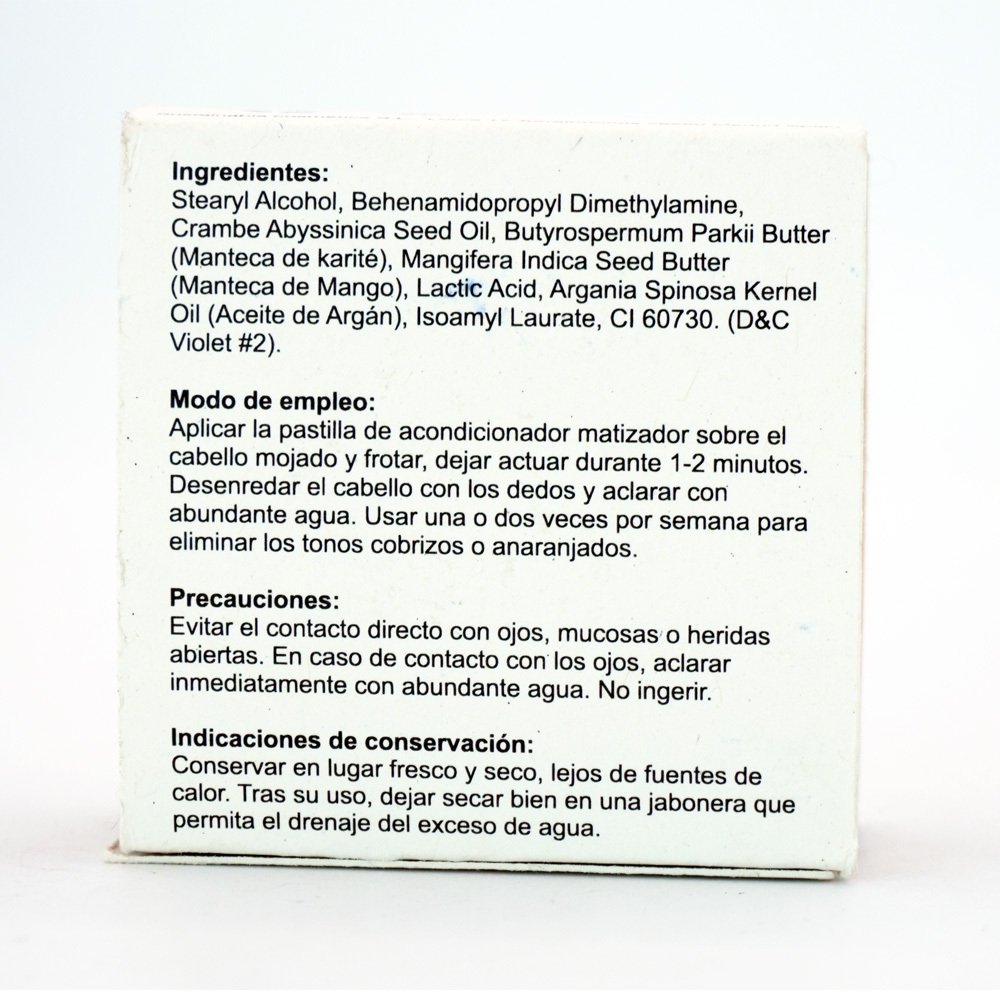 Ingredientes:
Stearyl Alcohol, Behenamidopropyl Dimethylamine,
Crambe Abyssinica Seed Oil, Butyrospermum Parkii Butter
(Manteca de karité), Mangifera Indica Seed Butter
(Manteca de Mango), Lactic Acid, Argania Spinosa Kernel
Oil (Aceite de Argán), Isoamyl Laurate, CI 60730. (D&C
Violet #2).
Modo de empleo:
Aplicar la pastilla de acondicionador matizador sobre el
cabello mojado y frotar, dejar actuar durante 1-2 minutos.
Desenredar el cabello con los dedos y aclarar con
abundante agua. Usar una o dos veces por semana para
eliminar los tonos cobrizos o anaranjados.
Precauciones:
Evitar el contacto directo con ojos, mucosas o heridas
abiertas. En caso de contacto con los ojos, aclarar
inmediatamente con abundante agua. No ingerir.
Indicaciones de conservación:
Conservar en lugar fresco y seco, lejos de fuentes de
calor. Tras su uso, dejar secar bien en una jabonera que
permita el drenaje del exceso de agua.